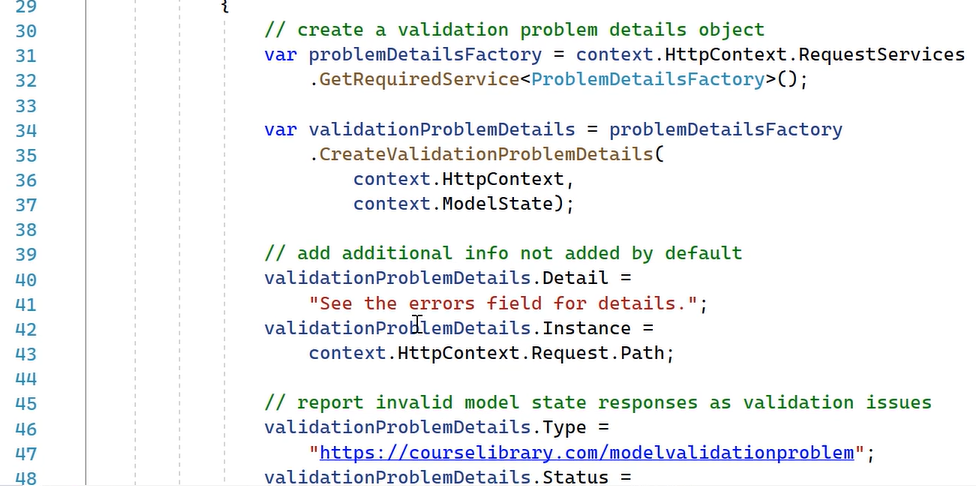 29 {
30 // create a validation problem details object
31 var problemDetailsFactory = context.HttpContext.RequestServices
32 .GetRequiredService<ProblemDetailsFactory>();
33
34 var validationProblemDetails = problemDetailsFactory
35 .CreateValidationProblemDetails(
36 context.HttpContext,
37 context.ModelState);
38
39 // add additional info not added by default
40 validationProblemDetails.Detail =
41 "See the errors field for details.";
42 validationProblemDetails.Instance =
43 context.HttpContext.Request.Path;
44
45 // report invalid model state responses as validation issues
46 validationProblemDetails.Type =
47 "https://courselibrary.com/modelvalidationproblem";
48 validationProblemDetails.Status =